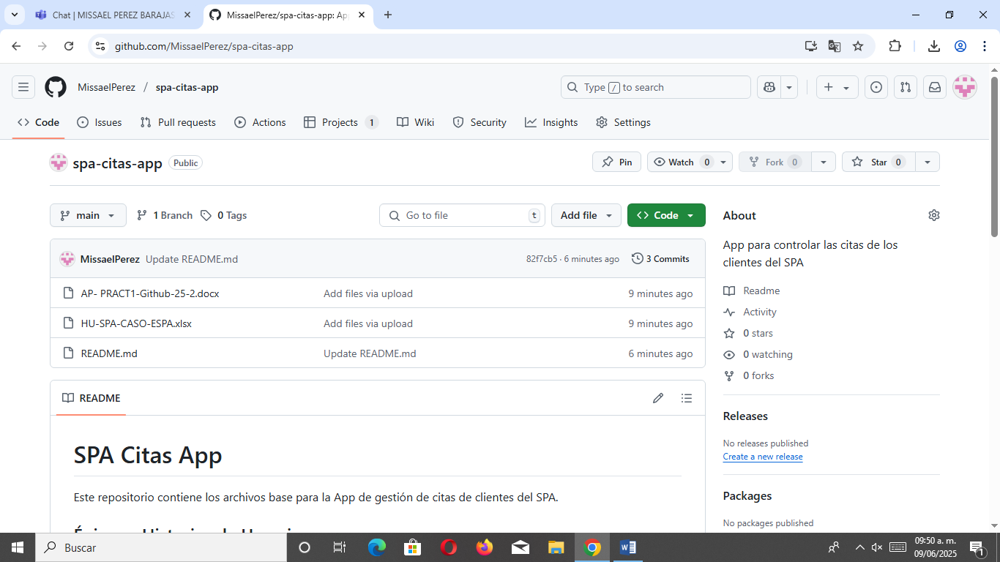 Chat | MISSAEL PEREZ BARAJAS
MissaelPerez/spa-citas-app: Ap
github.com/MissaelPerez/spa-citas-app
MissaelPerez / spa-citas-app
Type / to search
Code
Issues
Pull requests
Actions
Projects 1
Wiki
Security
Insights
Settings
spa-citas-app Public
Pin
Watch 0
Fork 0
Star 0
main
1 Branch
0 Tags
Go to file t
Add file
Code
MissaelPerez Update README.md 82f7cb5 · 6 minutes ago 3 Commits
AP- PRACT1-Github-25-2.docx Add files via upload 9 minutes ago
HU-SPA-CASO-ESPA.xlsx Add files via upload 9 minutes ago
README.md Update README.md 6 minutes ago
README
SPA Citas App
Este repositorio contiene los archivos base para la App de gestión de citas de clientes del SPA.
About
App para controlar las citas de los
clientes del SPA
Readme
Activity
0 stars
0 watching
0 forks
Releases
No releases published
Create a new release
Packages
No packages published
Buscar
09:50 a. m.
09/06/2025
1